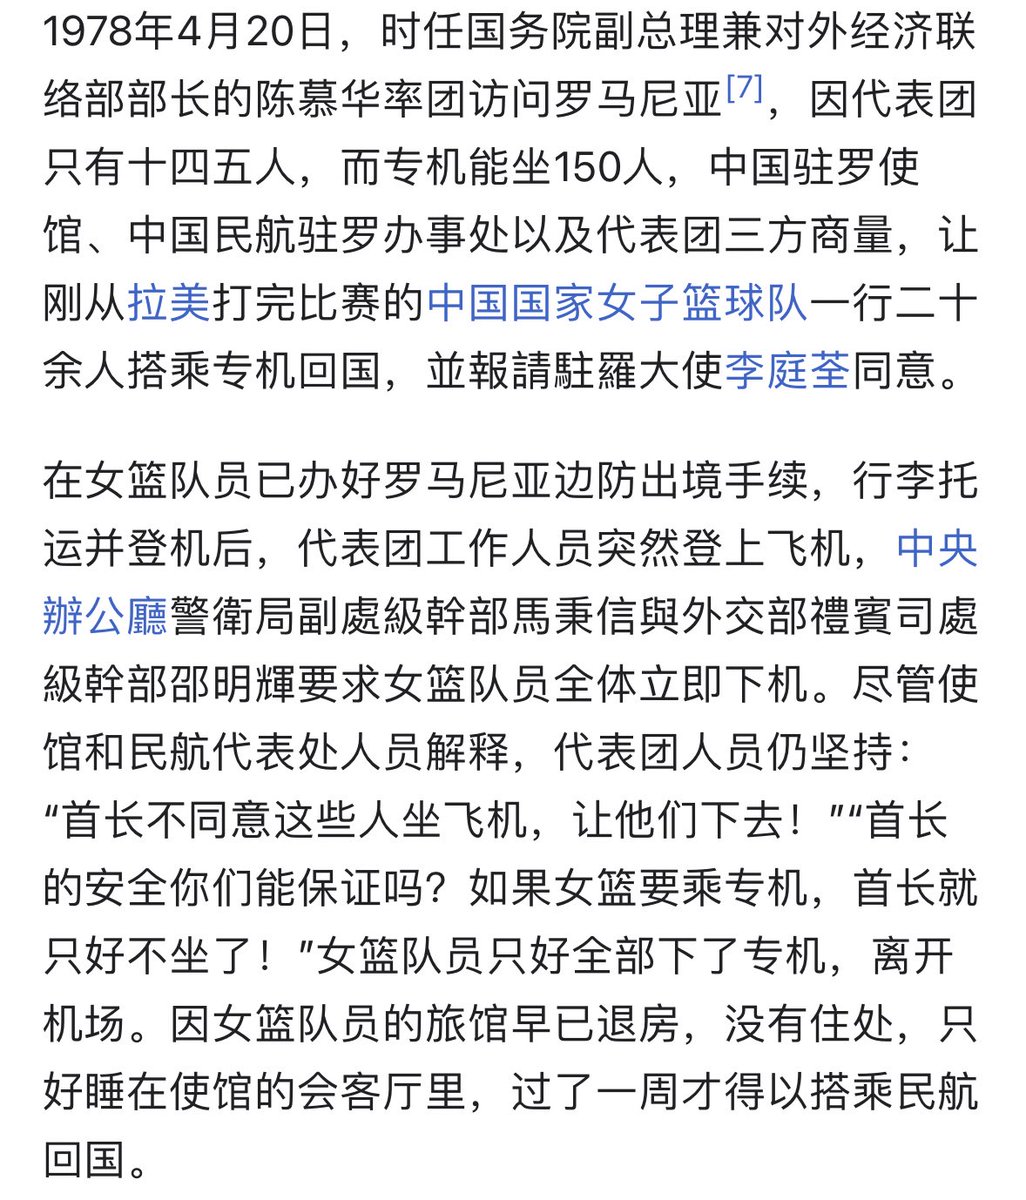 1978年4月20日，时任国务院副总理兼对外经济联
络部部长的陈慕华率团访问罗马尼亚[7]，因代表团
只有十四五人，而专机能坐150人，中国驻罗使
馆、中国民航驻罗办事处以及代表团三方商量，让
刚从拉美打完比赛的中国国家女子篮球队一行二十
余人搭乘专机回国，並報請駐羅大使李庭荃同意。
在女篮队员已办好罗马尼亚边防出境手续，行李托
运并登机后，代表团工作人员突然登上飞机，中央
辦公廳警衛局副處級幹部馬秉信與外交部禮賓司處
級幹部邵明輝要求女篮队员全体立即下机。尽管使
馆和民航代表处人员解释，代表团人员仍坚持：
“首长不同意这些人坐飞机，让他们下去！”“首长
的安全你们能保证吗？如果女篮要乘专机，首长就
只好不坐了！”女篮队员只好全部下了专机，离开
机场。因女篮队员的旅馆早已退房，没有住处，只
好睡在使馆的会客厅里，过了一周才得以搭乘民航
回国。